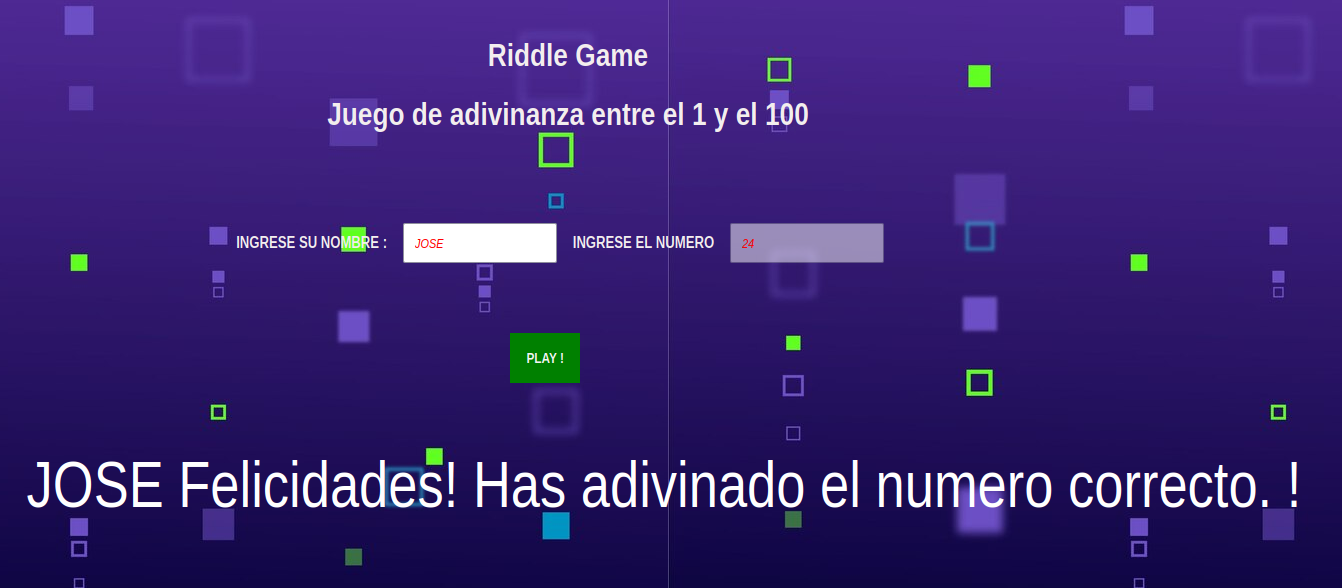 Riddle Game
Juego de adivinanza entre el 1 y el 100
INGRESE SU NOMBRE : JOSE INGRESE EL NUMERO 24
PLAY !
JOSE Felicidades! Has adivinado el numero correcto. !